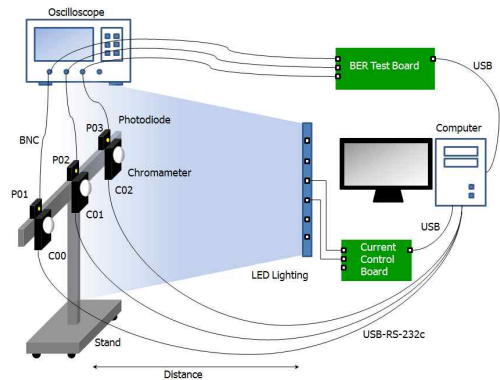 Oscilloscope
BER Test Board
USB
BNC
P03
Photodiode
Computer
P02
Chromameter
P01
C02
C01
C00
USB
Current
Control
Board
LED Lighting
Stand
USB-RS-232c
Distance